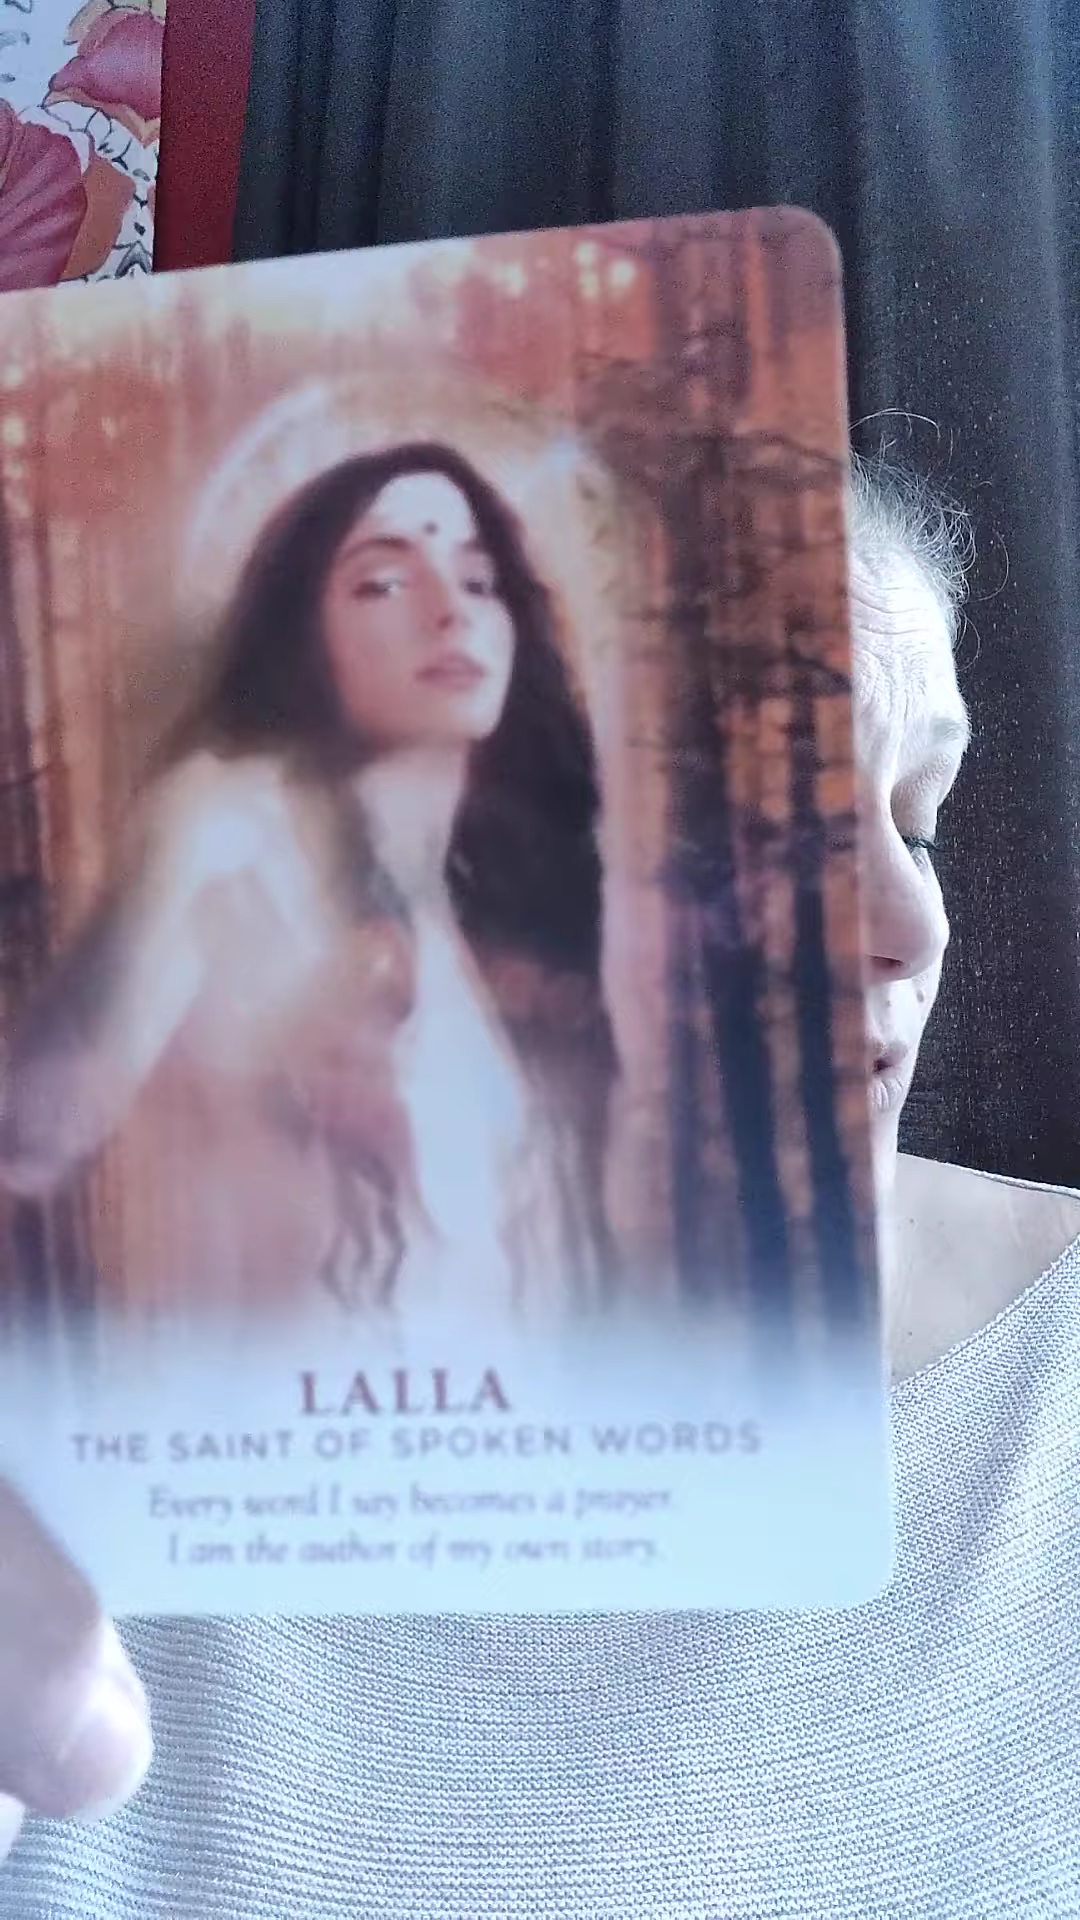 LALLA
THE SAINT OF SPOKEN WORDS
Every word I say becomes a prayer.
I am the author of my own story.